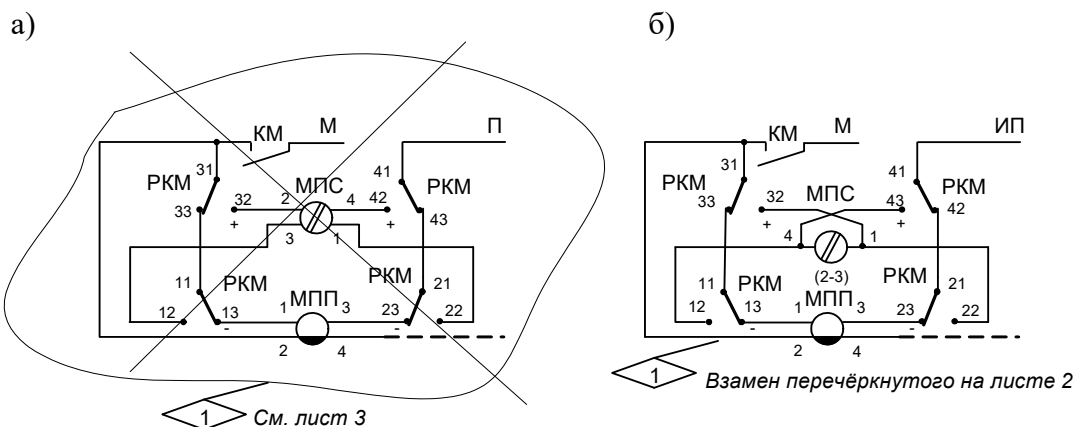 а)
б)
КМ М П
31 41
РКМ МПС РКМ
33 32 2 4 42 43
+ 3 1 +
11 РКМ РКМ 21
12 13 1 МПП 3 23 22
- -
2 4
1 См. лист 3
КМ М ИП
31 41
РКМ МПС РКМ
33 32 43 42
+ 4 1 +
(2-3)
11 РКМ РКМ 21
12 13 1 МПП 3 23 22
- -
2 4
1 Взамен перечёркнутого на листе 2